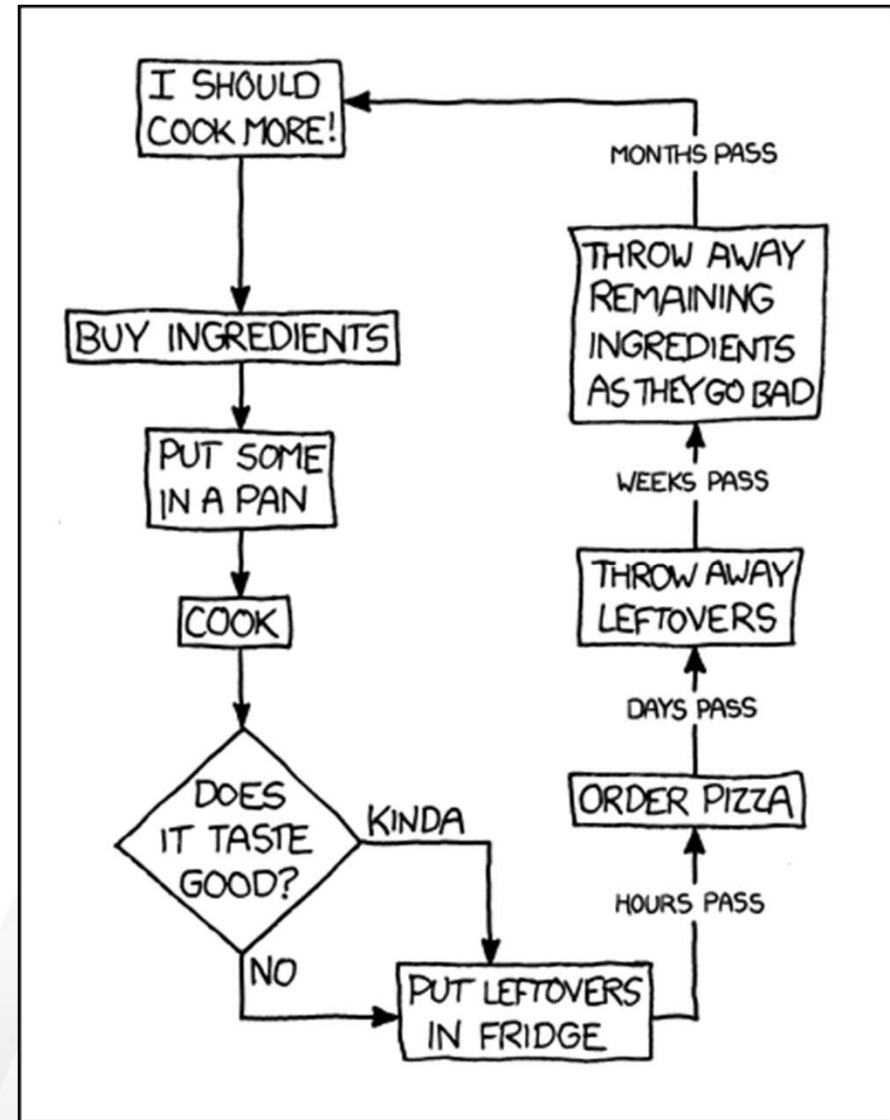 I SHOULD
COOK MORE!
BUY INGREDIENTS
PUT SOME
IN A PAN
COOK
DOES
IT TASTE
GOOD?
KINDA
NO
PUT LEFTOVERS
IN FRIDGE
HOURS PASS
ORDER PIZZA
DAYS PASS
THROW AWAY
LEFTOVERS
WEEKS PASS
THROW AWAY
REMAINING
INGREDIENTS
AS THEY GO BAD
MONTHS PASS